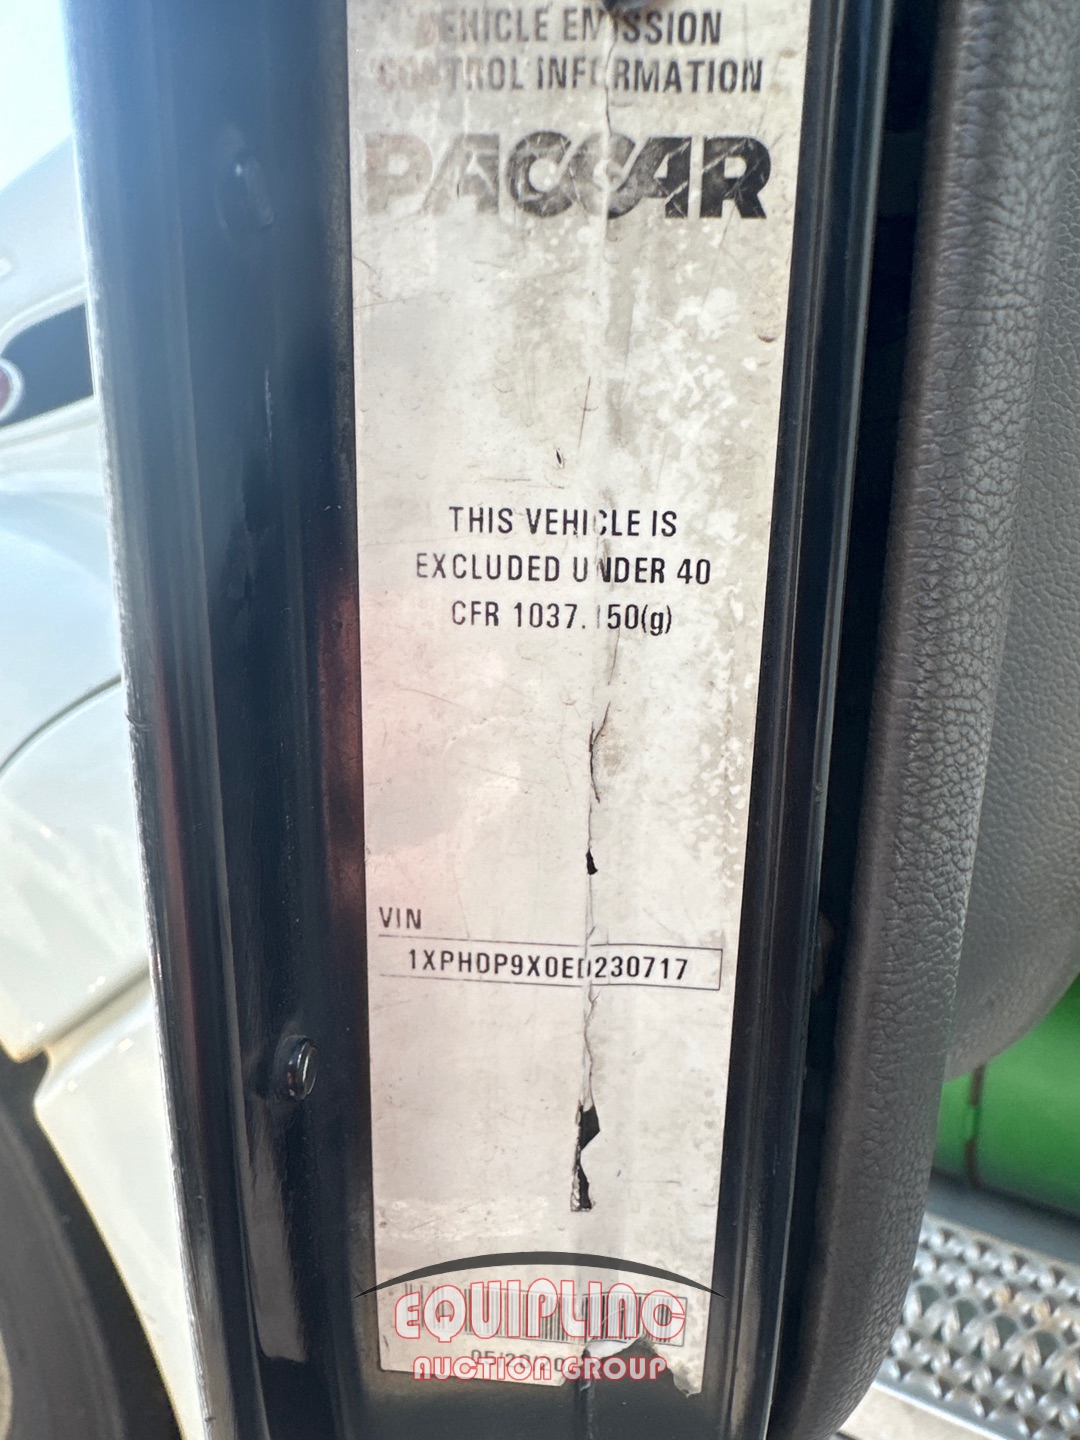 VEHICLE EMISSION
CONTROL INFORMATION
PACCAR
THIS VEHICLE IS
EXCLUDED UNDER 40
CFR 1037.150(g)
VIN
1XPHDP9X0ED230717
EQUIPLINC
AUCTION GROUP